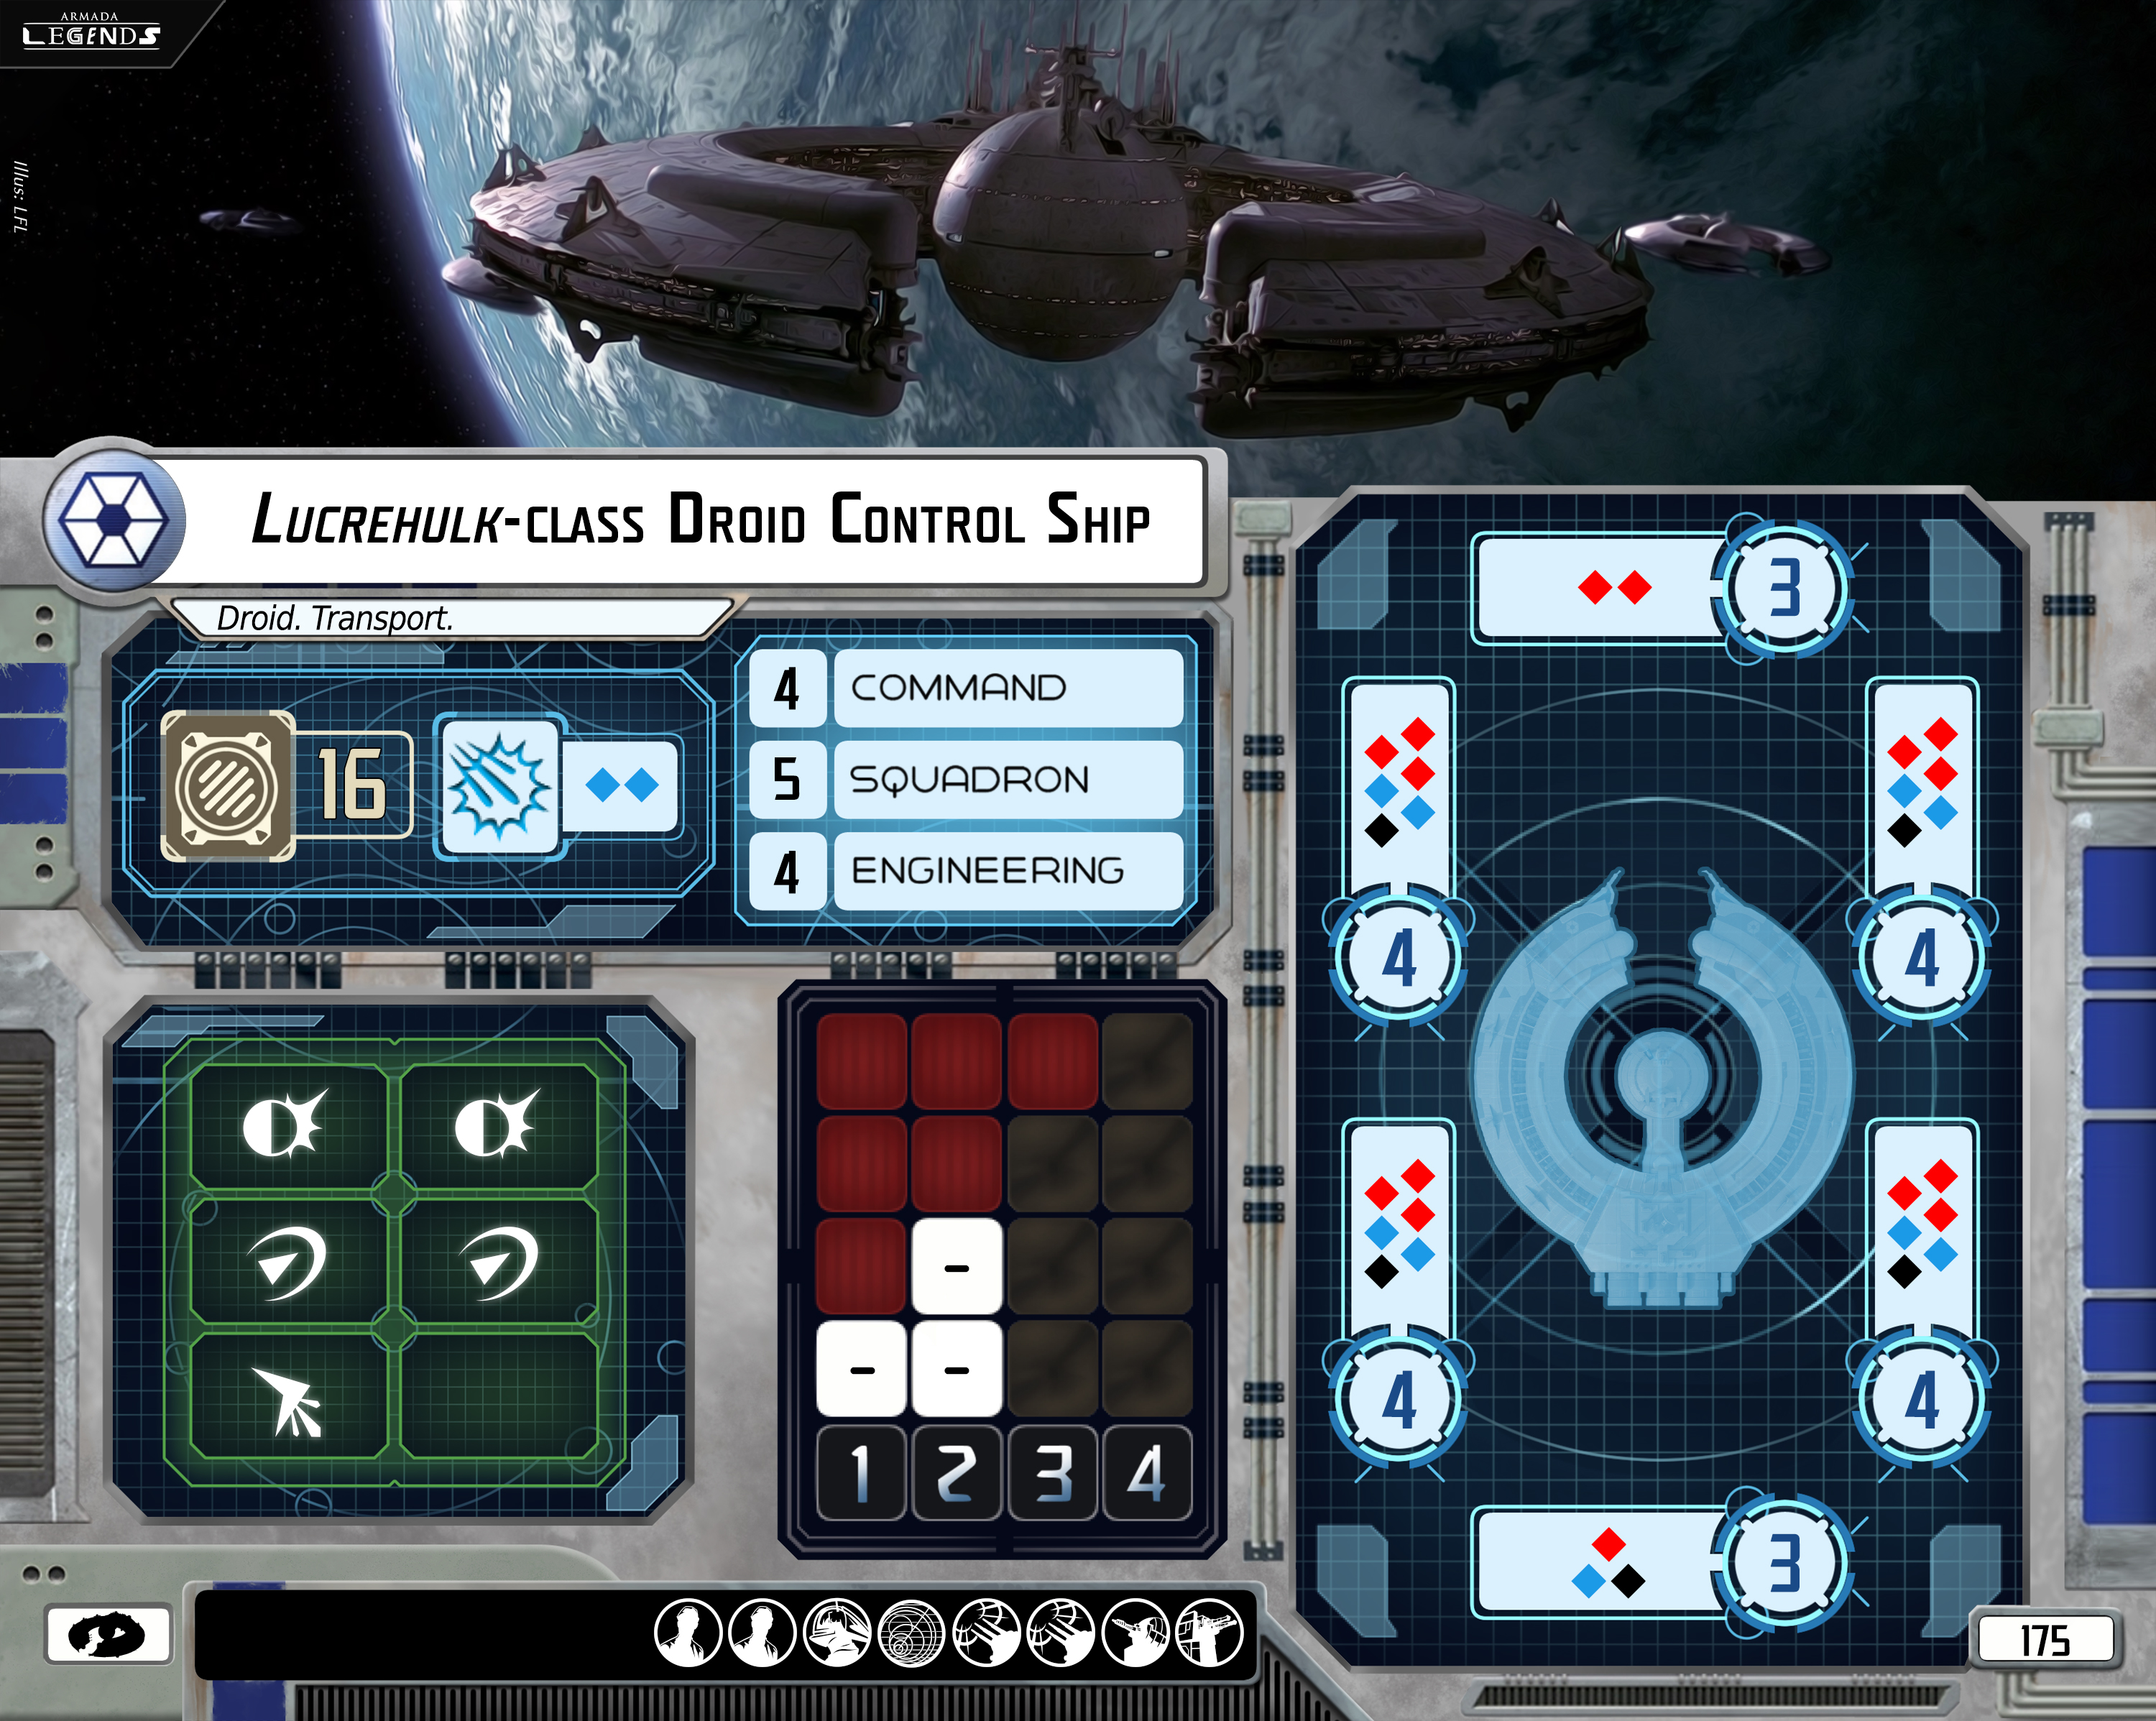 ARMADA
LEGENDS
Illus: LFL
LUCREHULK-CLASS DROID CONTROL SHIP
Droid. Transport.
16
4 COMMAND
5 SQUADRON
4 ENGINEERING
3
4 4
4 4
3
-
- -
1 2 3 4
175